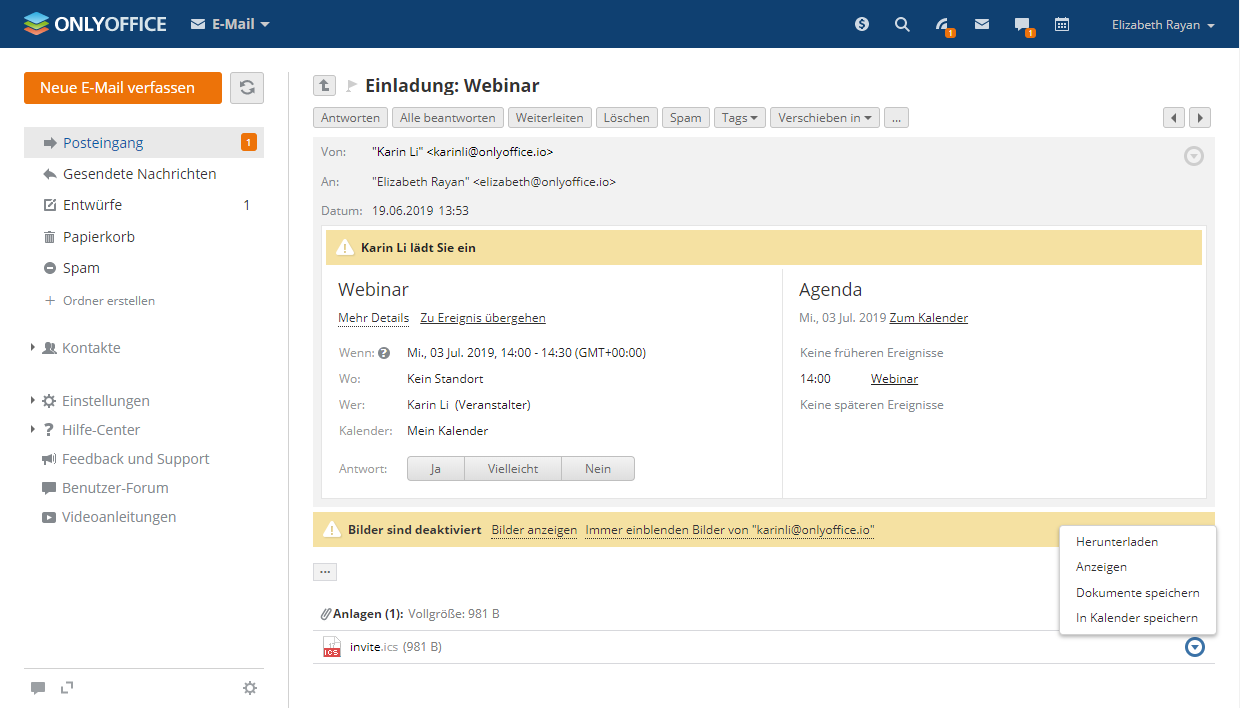 ONLYOFFICE E-Mail 1 1 Elizabeth Rayan
Neue E-Mail verfassen
Posteingang 1
Gesendete Nachrichten
Entwürfe 1
Papierkorb
Spam
+ Ordner erstellen
Kontakte
Einstellungen
? Hilfe-Center
Feedback und Support
Benutzer-Forum
Videoanleitungen
Einladung: Webinar
Antworten Alle beantworten Weiterleiten Löschen Spam Tags Verschieben in ...
Von: "Karin Li" <karinli@onlyoffice.io>
An: "Elizabeth Rayan" <elizabeth@onlyoffice.io>
Datum: 19.06.2019 13:53
Karin Li lädt Sie ein
Webinar
Mehr Details Zu Ereignis übergehen
Wenn: ? Mi., 03 Jul. 2019, 14:00 - 14:30 (GMT+00:00)
Wo: Kein Standort
Wer: Karin Li (Veranstalter)
Kalender: Mein Kalender
Antwort: Ja Vielleicht Nein
Agenda
Mi., 03 Jul. 2019 Zum Kalender
Keine früheren Ereignisse
14:00 Webinar
Keine späteren Ereignisse
Bilder sind deaktiviert Bilder anzeigen Immer einblenden Bilder von "karinli@onlyoffice.io"
...
Herunterladen
Anzeigen
Dokumente speichern
In Kalender speichern
Anlagen (1): Vollgröße: 981 B
ICS invite.ics (981 B)